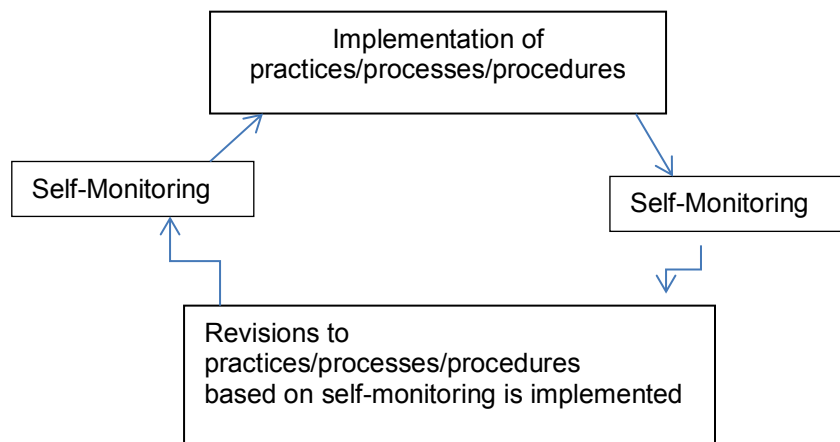 Implementation of
practices/processes/procedures
Self-Monitoring
Self-Monitoring
Revisions to
practices/processes/procedures
based on self-monitoring is implemented